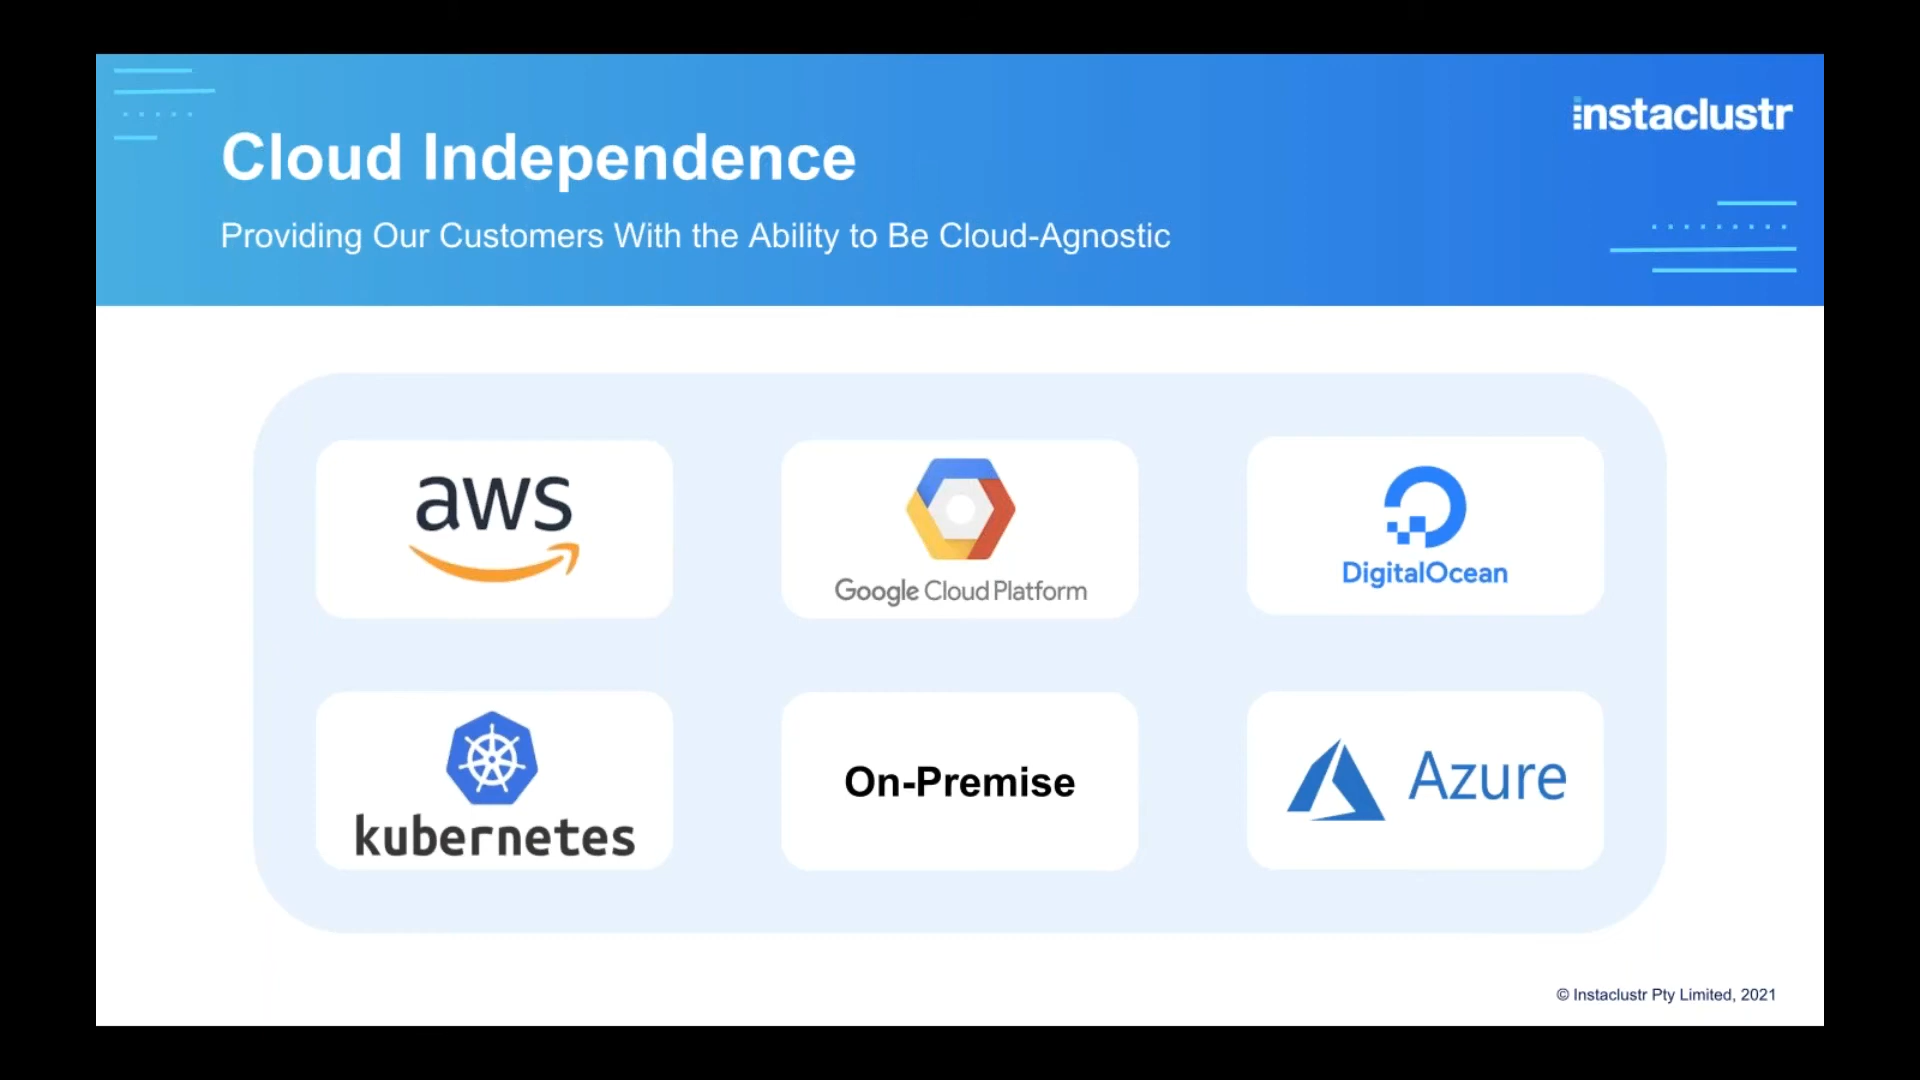 instaclustr
Cloud Independence
Providing Our Customers With the Ability to Be Cloud-Agnostic
aws
Google Cloud Platform
DigitalOcean
kubernetes
On-Premise
Azure
© Instaclustr Pty Limited, 2021